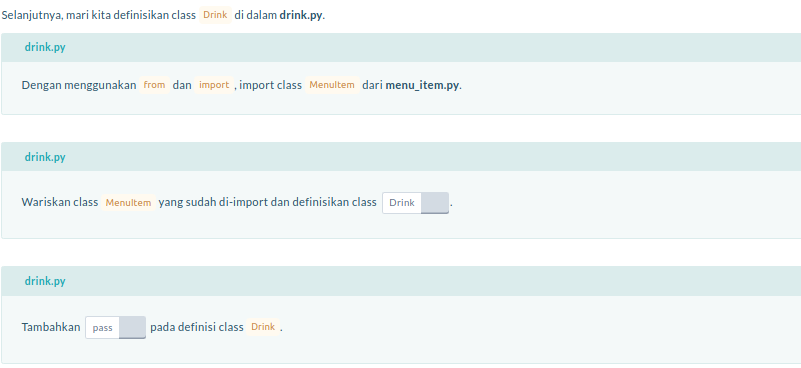 Selanjutnya, mari kita definisikan class Drink di dalam drink.py.
drink.py
Dengan menggunakan from dan import , import class MenuItem dari menu_item.py.
drink.py
Wariskan class MenuItem yang sudah di-import dan definisikan class Drink .
drink.py
Tambahkan pass pada definisi class Drink .